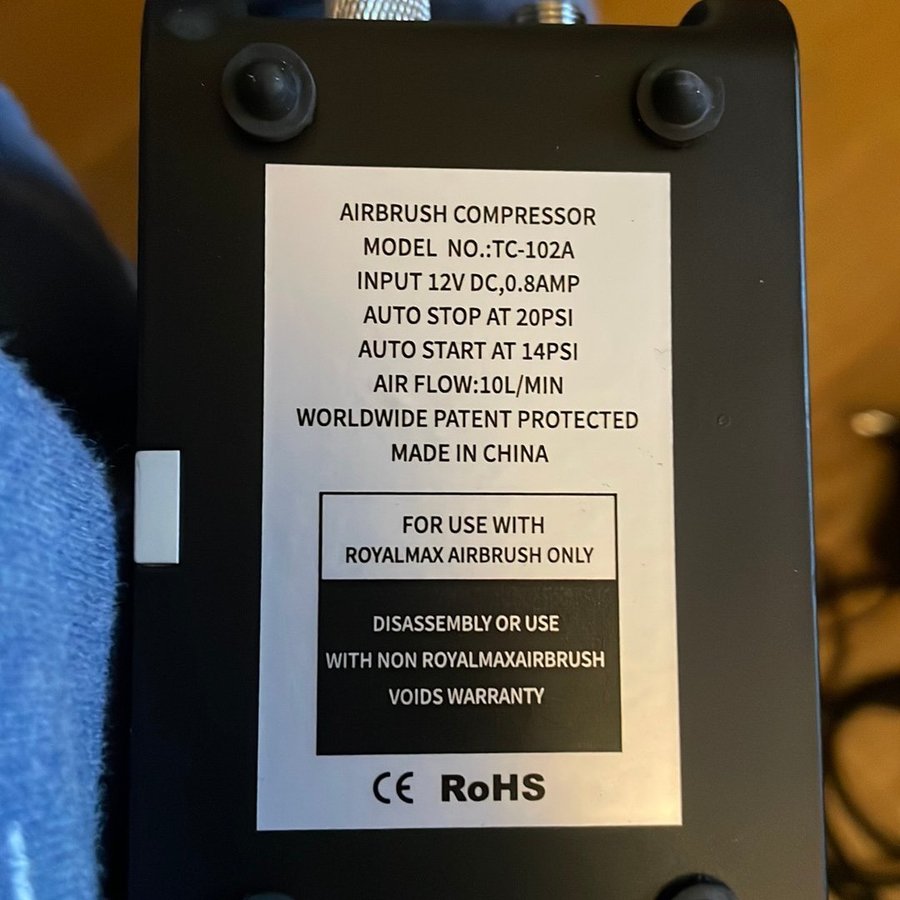 AIRBRUSH COMPRESSOR
MODEL NO.:TC-102A
INPUT 12V DC,0.8AMP
AUTO STOP AT 20PSI
AUTO START AT 14PSI
AIR FLOW:10L/MIN
WORLDWIDE PATENT PROTECTED
MADE IN CHINA
FOR USE WITH
ROYALMAX AIRBRUSH ONLY
DISASSEMBLY OR USE
WITH NON ROYALMAXAIRBRUSH
VOIDS WARRANTY
CE RoHS